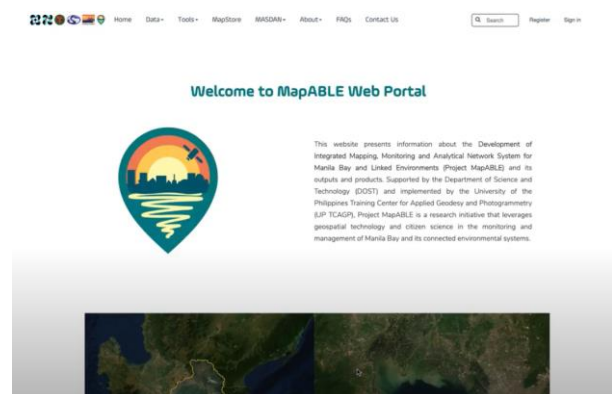 Home Data Tools MapStore MASDAN About FAQs Contact Us Search Register Sign in
Welcome to MapABLE Web Portal
This website presents information about the Development of
Integrated Mapping, Monitoring and Analytical Network System for
Manila Bay and Linked Environments (Project MapABLE) and its
outputs and products. Supported by the Department of Science and
Technology (DOST) and implemented by the University of the
Philippines Training Center for Applied Geodesy and Photogrammetry
(UP TCAGP), Project MapABLE is a research initiative that leverages
geospatial technology and citizen science in the monitoring and
management of Manila Bay and its connected environmental systems.